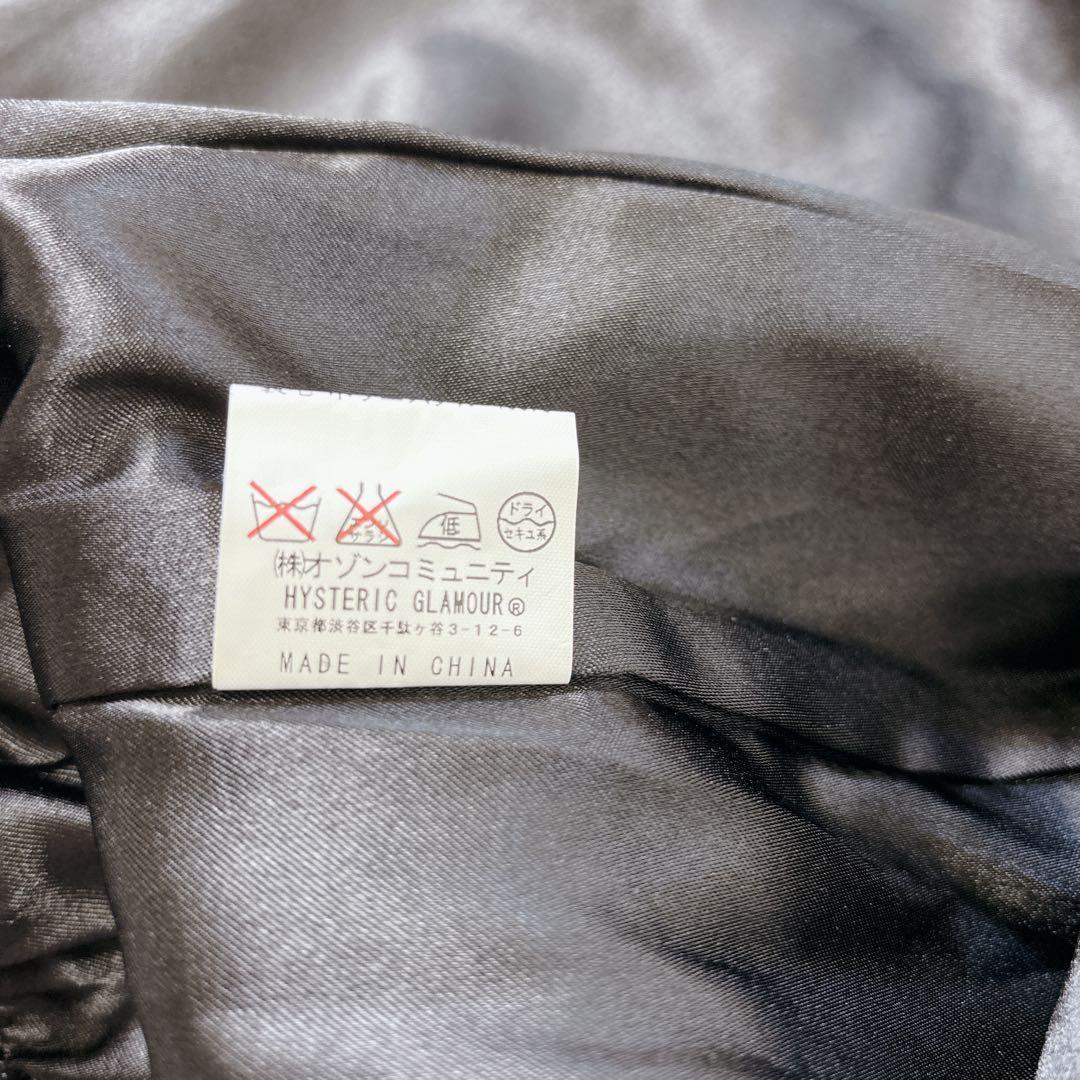 エンソ サラシ 低 ドライ セキユ系
㈱オゾンコミュニティ
HYSTERIC GLAMOUR®
東京都渋谷区千駄ヶ谷3-12-6
MADE IN CHINA